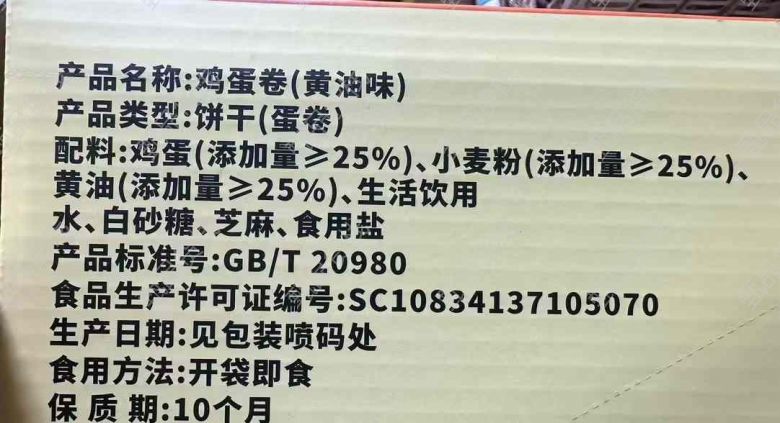 产品名称:鸡蛋卷(黄油味)
产品类型:饼干(蛋卷)
配料:鸡蛋(添加量≥25%)、小麦粉(添加量≥25%)、
黄油(添加量≥25%)、生活饮用
水、白砂糖、芝麻、食用盐
产品标准号:GB/T 20980
食品生产许可证编号:SC10834137105070
生产日期:见包装喷码处
食用方法:开袋即食
保 质 期:10个月